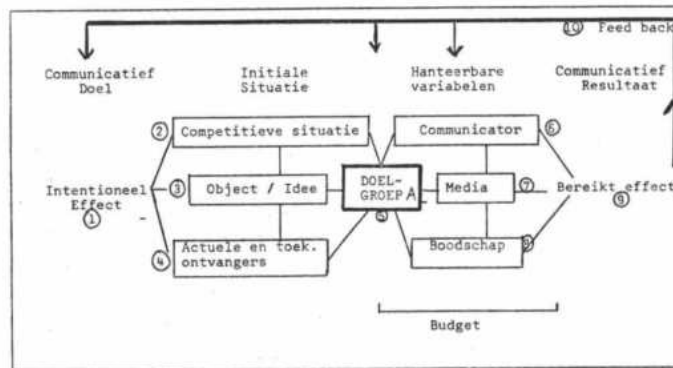 ⑩ Feed back
Communicatief
Doel
Initiale
Situatie
Hanteerbare
variabelen
Communicatief
Resultaat
② Competitieve situatie
Communicator ⑥
Intentioneel
Effect
①
③ Object / Idee
DOEL-
GROEP A
⑤
Media ⑦
Bereikt effect
⑨
④ Actuele en toek.
ontvangers
Boodschap ⑧
Budget